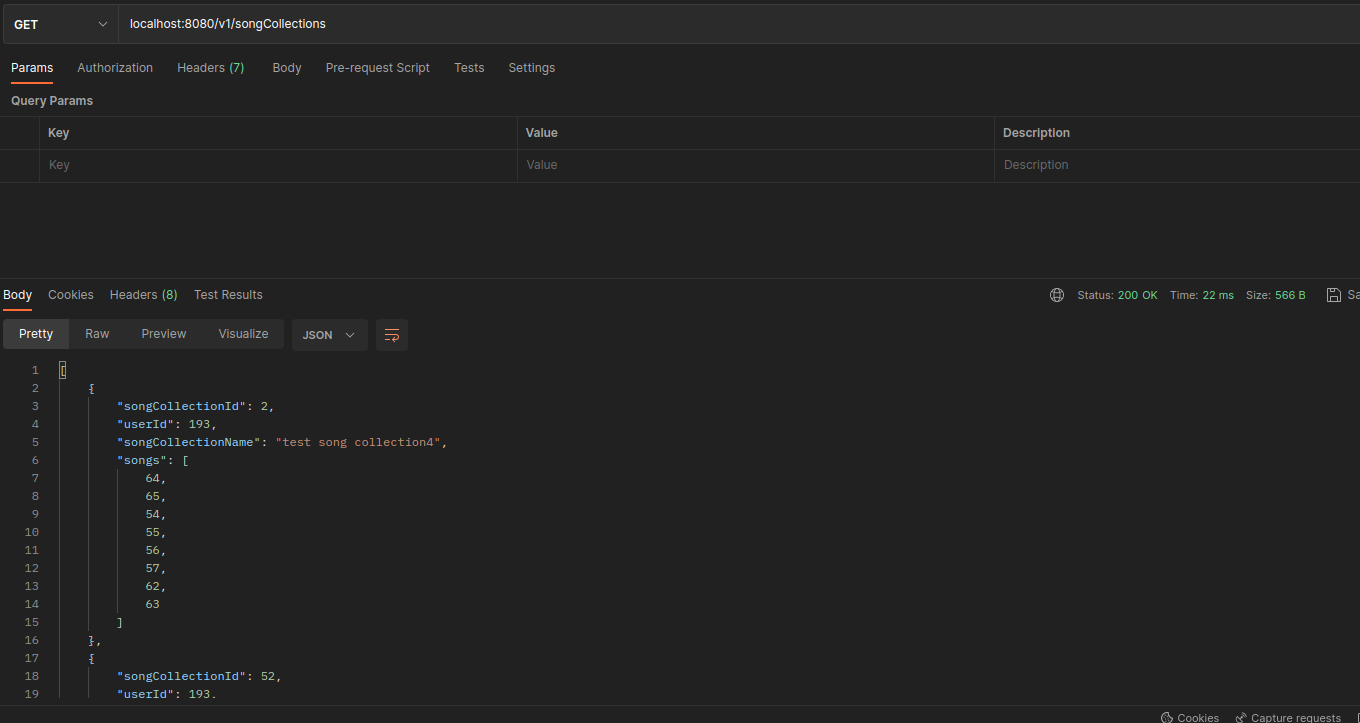 GET localhost:8080/v1/songCollections
Params Authorization Headers (7) Body Pre-request Script Tests Settings
Query Params
Key Value Description
Key Value Description
Body Cookies Headers (8) Test Results Status: 200 OK Time: 22 ms Size: 566 B Sa
Pretty Raw Preview Visualize JSON
1 [
2 {
3 "songCollectionId": 2,
4 "userId": 193,
5 "songCollectionName": "test song collection4",
6 "songs": [
7 64,
8 65,
9 54,
10 55,
11 56,
12 57,
13 62,
14 63
15 ]
16 },
17 {
18 "songCollectionId": 52,
19 "userId": 193.
Cookies Capture requests